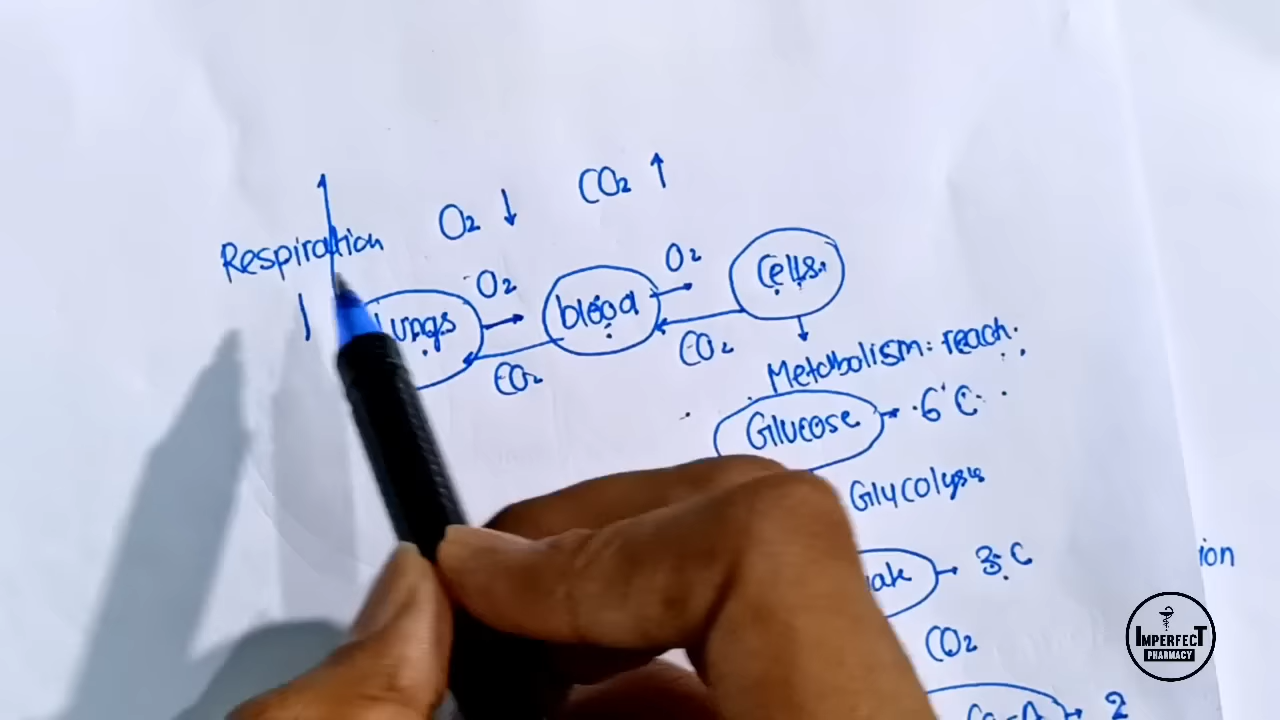 O₂ ↓ CO₂ ↑
Respiration
O₂ O₂
lungs → blood → Cells
CO₂ CO₂
Metabolism: reach.
Glucose → 6 C
Glycolysis
→ 3 C
ion
CO₂
Co-A → 2
IMPERFECT
PHARMACY